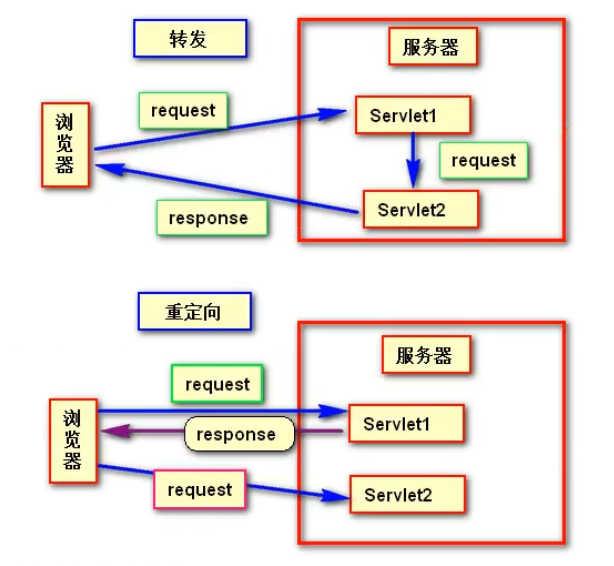 转发
服务器
浏览器
request
Servlet1
request
response
Servlet2
重定向
服务器
浏览器
request
Servlet1
response
request
Servlet2